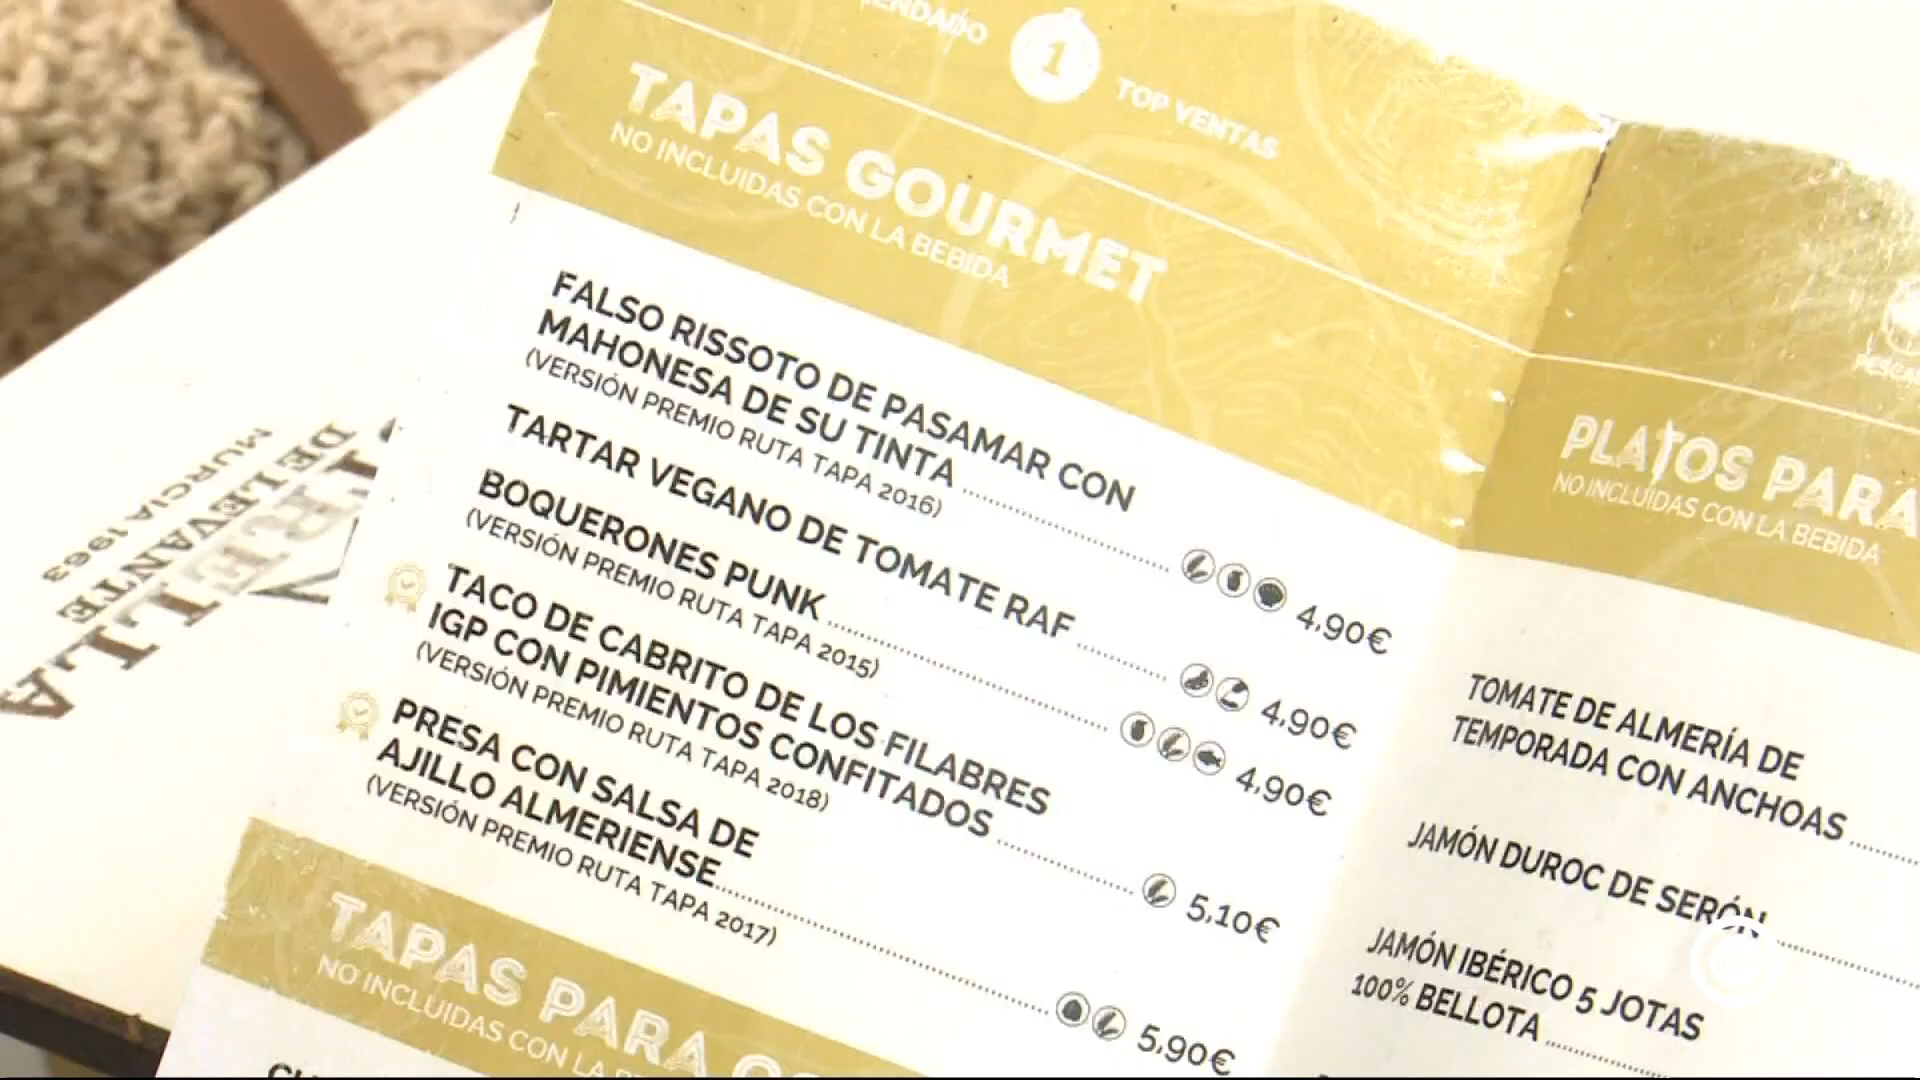 1
TOP VENTAS
TAPAS GOURMET
NO INCLUIDAS CON LA BEBIDA
FALSO RISSOTO DE PASAMAR CON
MAHONESA DE SU TINTA 4,90€
(VERSIÓN PREMIO RUTA TAPA 2016)
TARTAR VEGANO DE TOMATE RAF 4,90€
BOQUERONES PUNK 4,90€
(VERSIÓN PREMIO RUTA TAPA 2015)
TACO DE CABRITO DE LOS FILABRES
IGP CON PIMIENTOS CONFITADOS 5,10€
(VERSIÓN PREMIO RUTA TAPA 2018)
PRESA CON SALSA DE
AJILLO ALMERIENSE 5,90€
(VERSIÓN PREMIO RUTA TAPA 2017)
TAPAS PARA
NO INCLUIDAS CON LA
PLATOS PARA
NO INCLUIDAS CON LA BEBIDA
TOMATE DE ALMERÍA DE
TEMPORADA CON ANCHOAS
JAMÓN DUROC DE SERÓN
JAMÓN IBÉRICO 5 JOTAS
100% BELLOTA
DE LEVANTE
MURCIA 1963